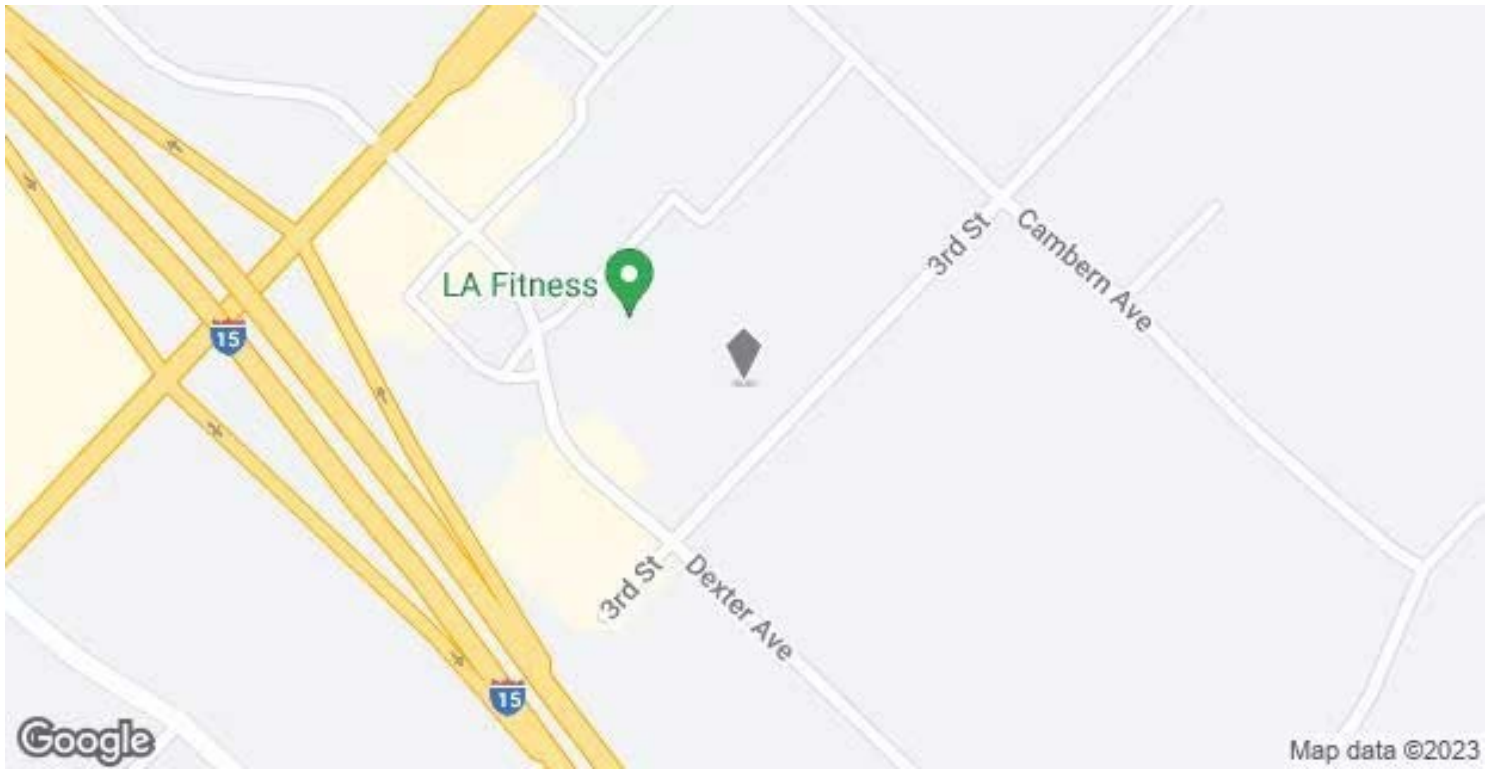 3rd St
Cambern Ave
LA Fitness
15
3rd St
Dexter Ave
15
Google
Map data ©2023